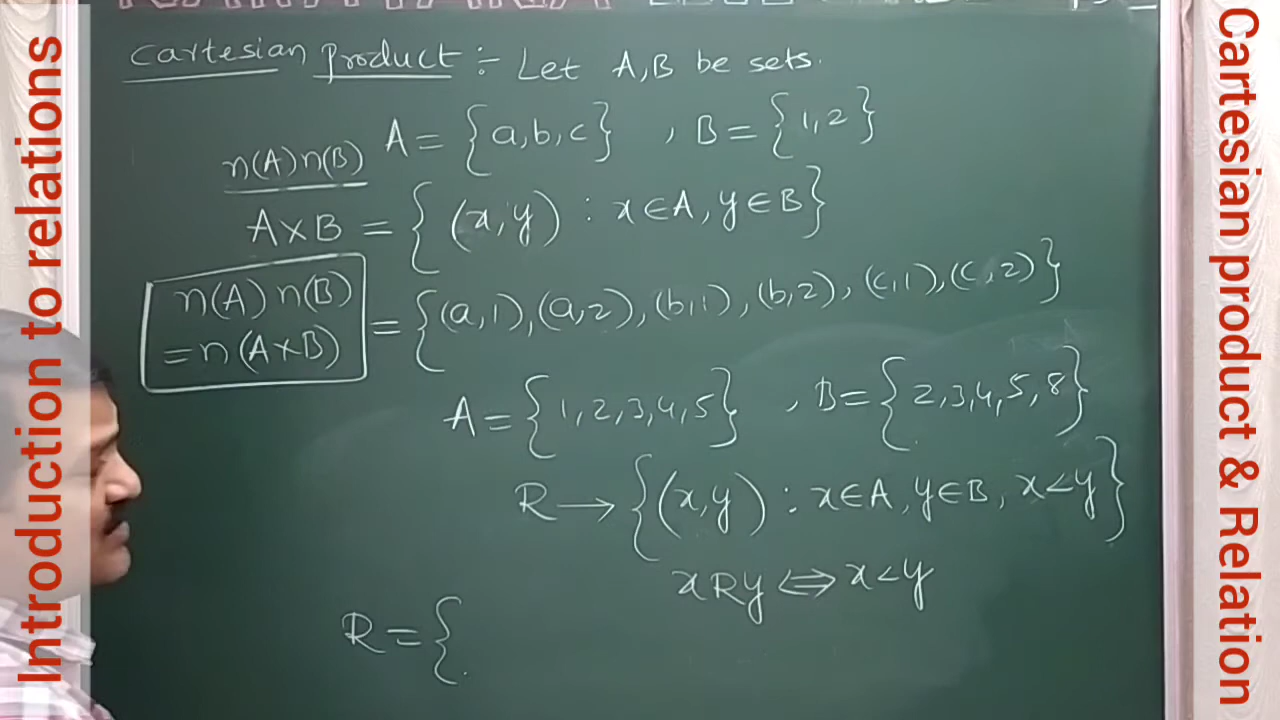 Cartesian Product :- Let A,B be sets.
A = {a,b,c} , B = {1,2}
n(A) n(B)
A×B = { (x,y) : x∈A, y∈B}
= {(a,1),(a,2),(b,1),(b,2),(c,1),(c,2)}
n(A) n(B)
= n(A×B)
A = {1,2,3,4,5} , B = {2,3,4,5,8}
R → {(x,y) : x∈A, y∈B, x<y}
xRy ⇔ x<y
R = {
Introduction to relations
Cartesian product & Relation